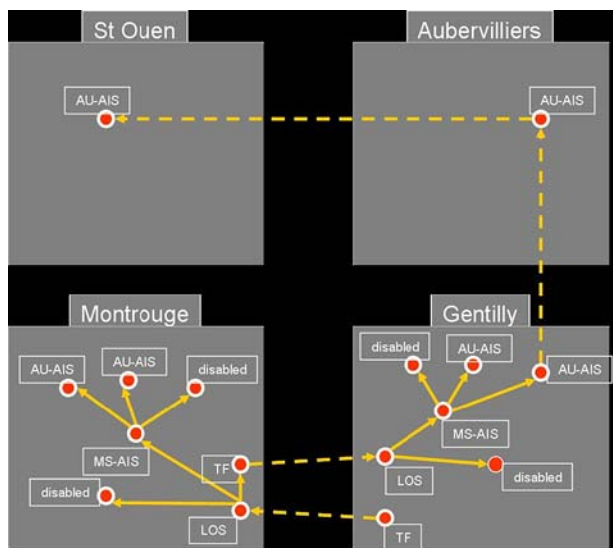 St Ouen
Aubervilliers
AU-AIS
AU-AIS
Montrouge
Gentilly
AU-AIS
AU-AIS
disabled
MS-AIS
disabled
TF
LOS
disabled
AU-AIS
AU-AIS
MS-AIS
LOS
disabled
TF